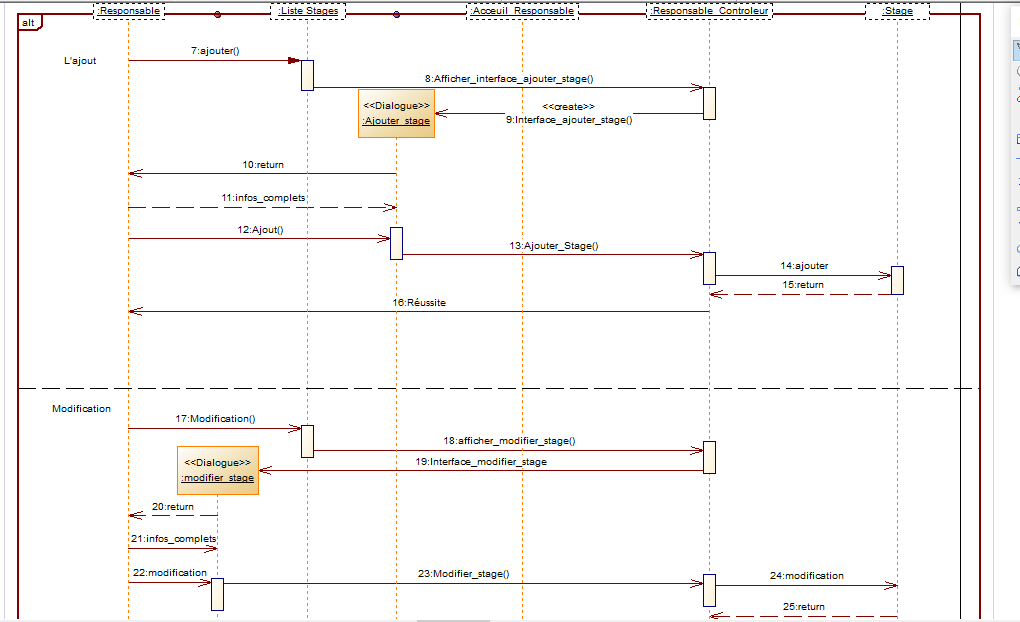 :Responsable
:Liste Stages
:Acceuil_Responsable
:Responsable_Controleur
:Stage
alt
L'ajout
7:ajouter()
8:Afficher_interface_ajouter_stage()
<<Dialogue>>
:Ajouter_stage
<<create>>
9:Interface_ajouter_stage()
10:return
11:infos_complets
12:Ajout()
13:Ajouter_Stage()
14:ajouter
15:return
16:Réussite
Modification
17:Modification()
18:afficher_modifier_stage()
19:Interface_modifier_stage
<<Dialogue>>
:modifier_stage
20:return
21:infos_complets
22:modification
23:Modifier_stage()
24:modification
25:return